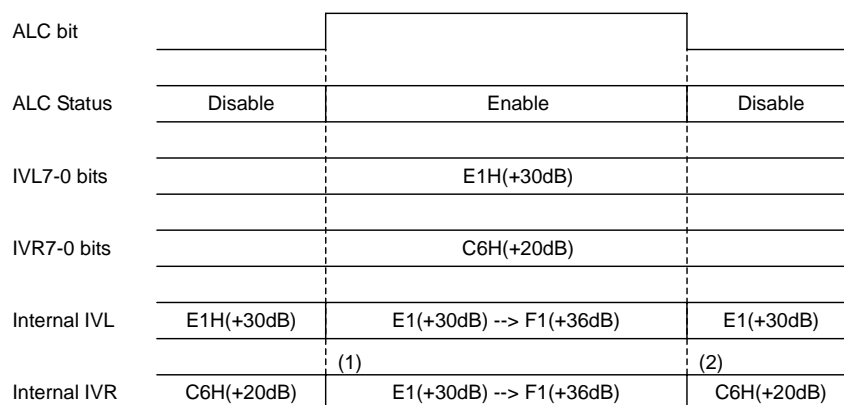 ALC bit
ALC Status Disable Enable Disable
IVL7-0 bits E1H(+30dB)
IVR7-0 bits C6H(+20dB)
Internal IVL E1H(+30dB) E1(+30dB) --> F1(+36dB) E1(+30dB)
(1) (2)
Internal IVR C6H(+20dB) E1(+30dB) --> F1(+36dB) C6H(+20dB)